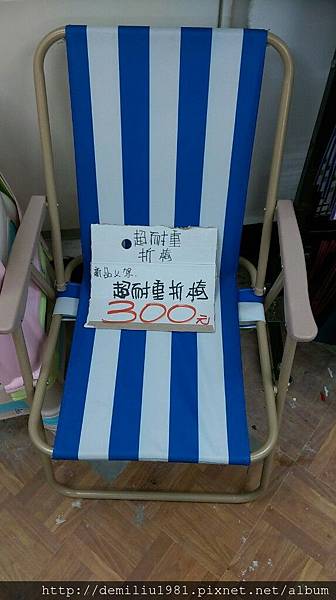 超耐重
折椅
新品上架
超耐重折椅
300元
http://demiliu1981.pixnet.net/album